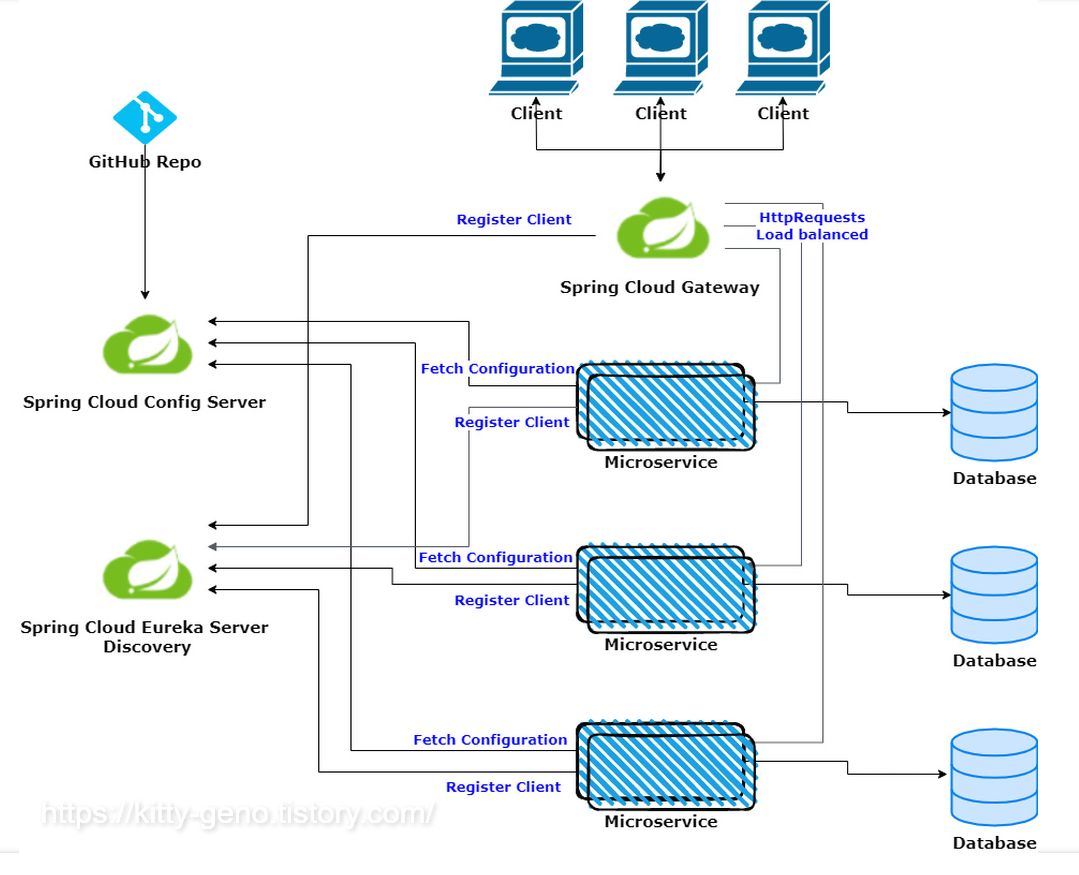 Client
Client
Client
GitHub Repo
Register Client
HttpRequests
Load balanced
Spring Cloud Gateway
Fetch Configuration
Spring Cloud Config Server
Register Client
Microservice
Database
Fetch Configuration
Register Client
Spring Cloud Eureka Server
Discovery
Microservice
Database
Fetch Configuration
Register Client
https://kitty-geno.tistory.com/
Microservice
Database